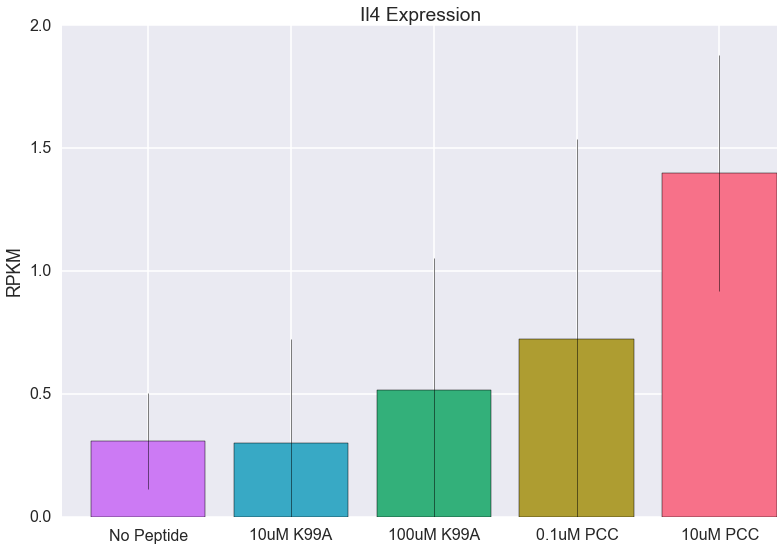 Il4 Expression
RPKM
2.0
1.5
1.0
0.5
0.0
No Peptide
10uM K99A
100uM K99A
0.1uM PCC
10uM PCC